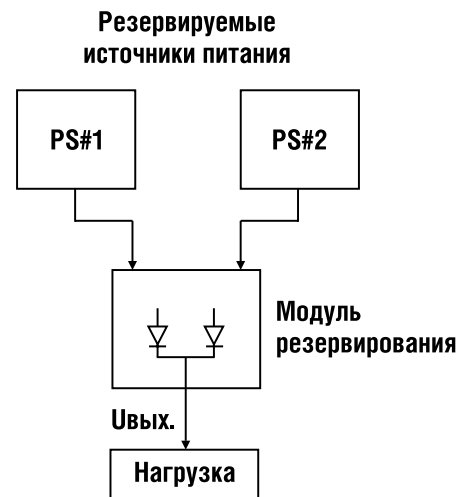 Резервируемые
источники питания
PS#1
PS#2
Модуль
резервирования
Uвых.
Нагрузка